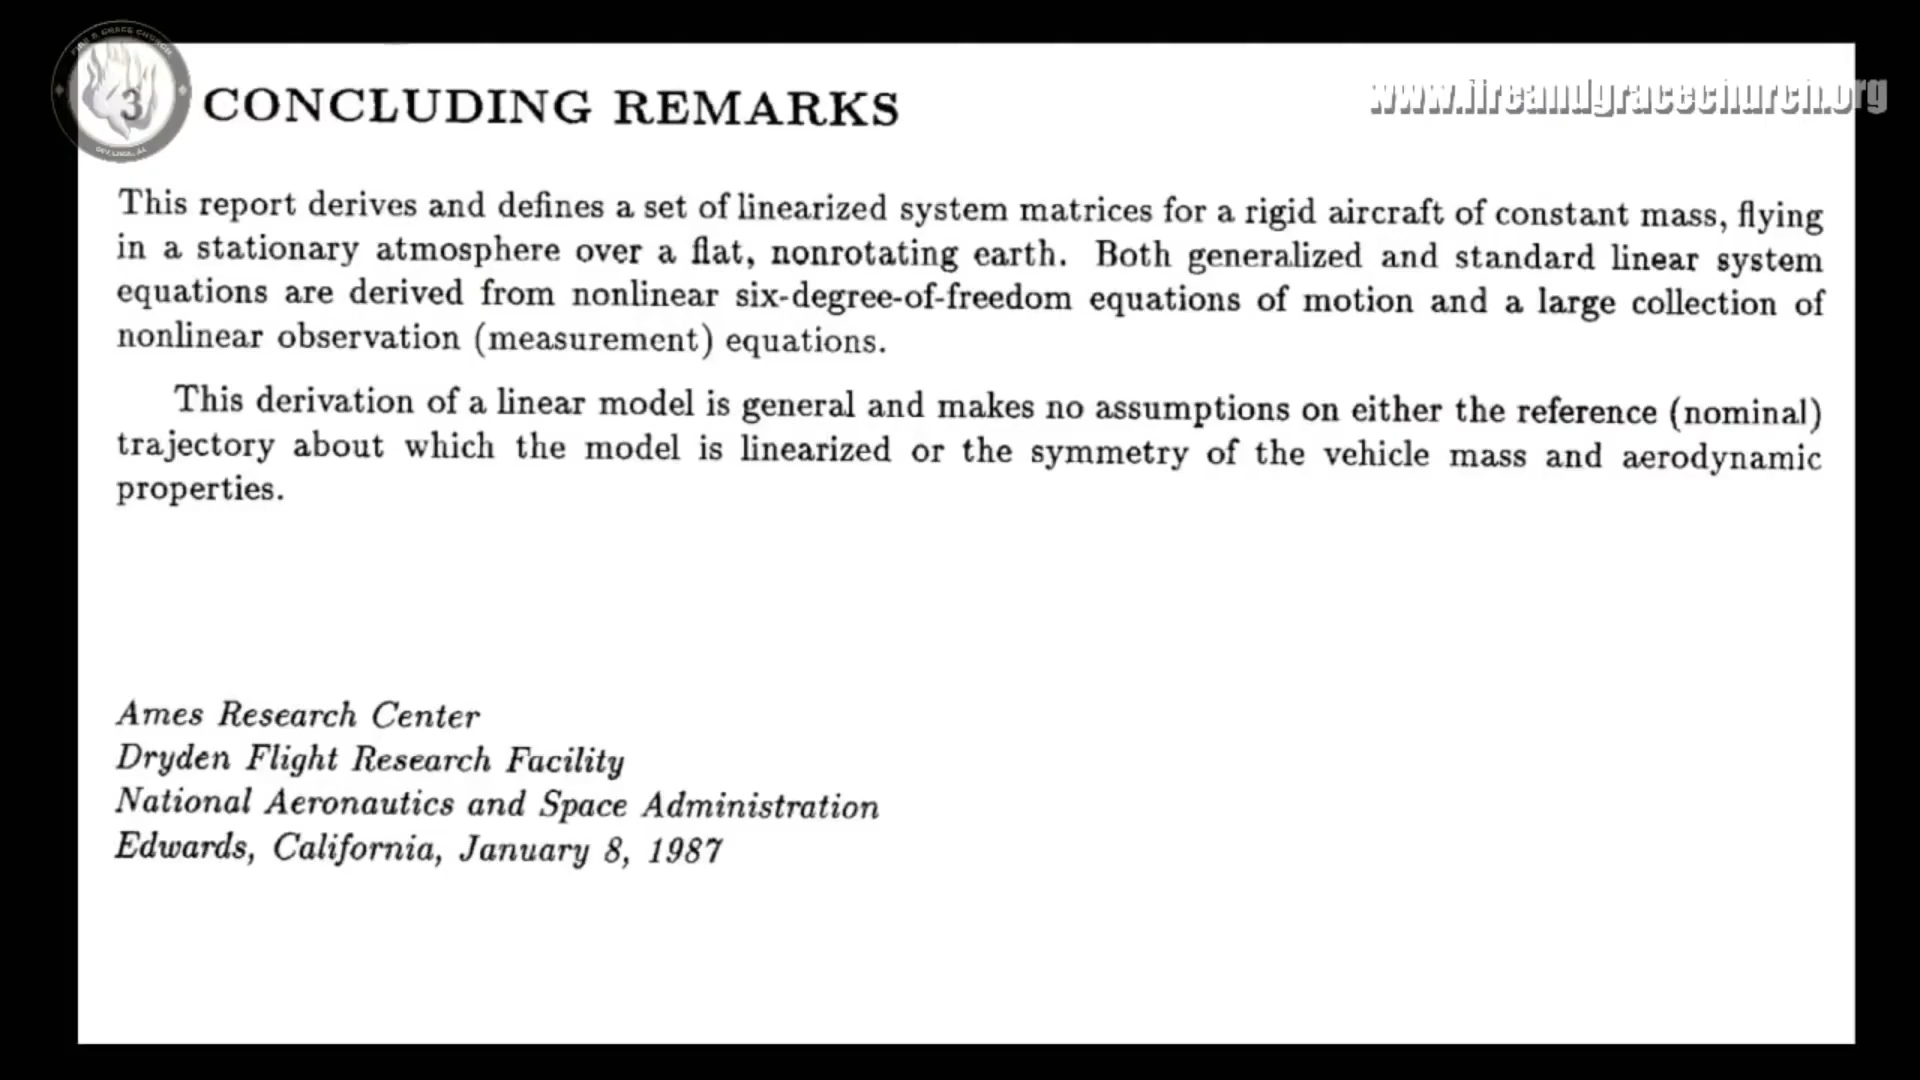 FIRE & GRACE CHURCH
3 CONCLUDING REMARKS
www.fireandgracechurch.org
This report derives and defines a set of linearized system matrices for a rigid aircraft of constant mass, flying
in a stationary atmosphere over a flat, nonrotating earth. Both generalized and standard linear system
equations are derived from nonlinear six-degree-of-freedom equations of motion and a large collection of
nonlinear observation (measurement) equations.
This derivation of a linear model is general and makes no assumptions on either the reference (nominal)
trajectory about which the model is linearized or the symmetry of the vehicle mass and aerodynamic
properties.
Ames Research Center
Dryden Flight Research Facility
National Aeronautics and Space Administration
Edwards, California, January 8, 1987